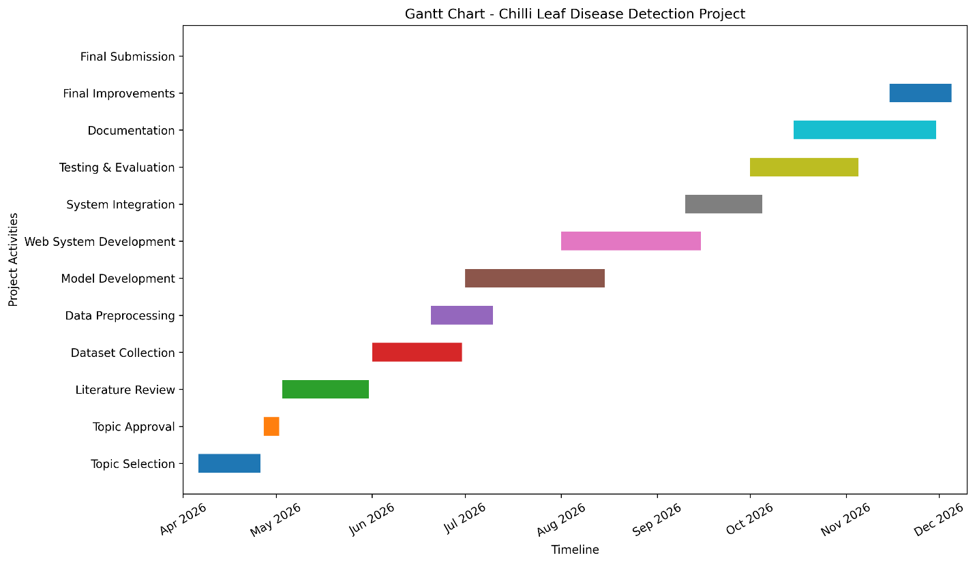 Gantt Chart - Chilli Leaf Disease Detection Project
Project Activities
Final Submission
Final Improvements
Documentation
Testing & Evaluation
System Integration
Web System Development
Model Development
Data Preprocessing
Dataset Collection
Literature Review
Topic Approval
Topic Selection
Apr 2026
May 2026
Jun 2026
Jul 2026
Aug 2026
Sep 2026
Oct 2026
Nov 2026
Dec 2026
Timeline